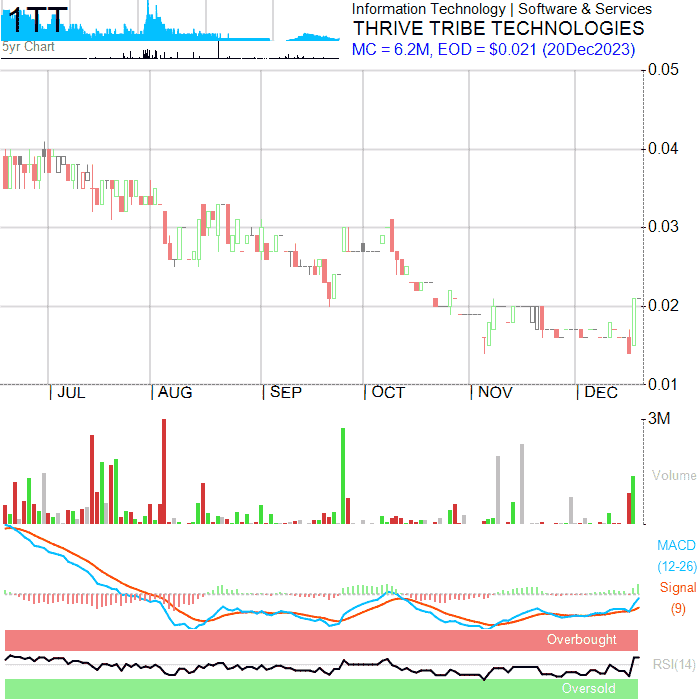 1TT
5yr Chart
Information Technology | Software & Services
THRIVE TRIBE TECHNOLOGIES
MC = 6.2M, EOD = $0.021 (20Dec2023)
0.05
0.04
0.03
0.02
0.01
| JUL | AUG | SEP | OCT | NOV | DEC
3M
Volume
MACD
(12-26)
Signal
(9)
Overbought
RSI(14)
Oversold